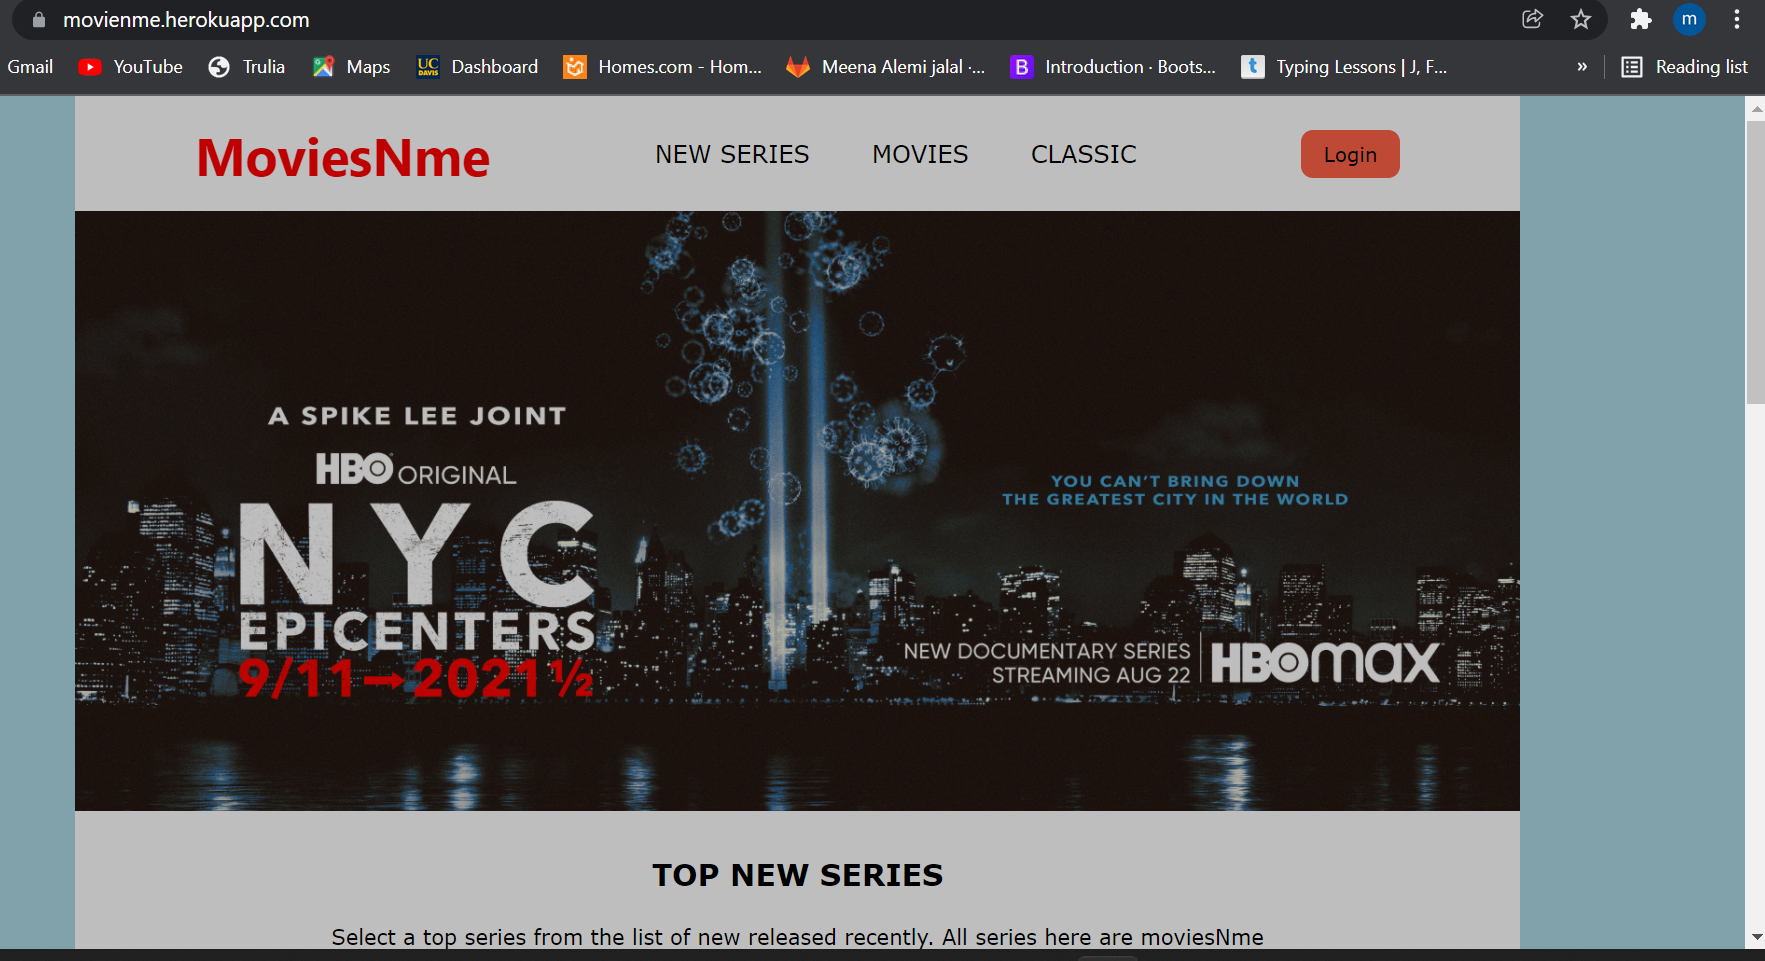 movienme.herokuapp.com
m
Gmail YouTube Trulia Maps UC DAVIS Dashboard Homes.com - Hom... Meena Alemi jalal ·... B Introduction · Boots... t Typing Lessons | J, F... » Reading list
MoviesNme NEW SERIES MOVIES CLASSIC Login
A SPIKE LEE JOINT
HBO ORIGINAL
NYC
EPICENTERS
9/11→2021½
YOU CAN'T BRING DOWN
THE GREATEST CITY IN THE WORLD
NEW DOCUMENTARY SERIES
STREAMING AUG 22
HBOmax
TOP NEW SERIES
Select a top series from the list of new released recently. All series here are moviesNme